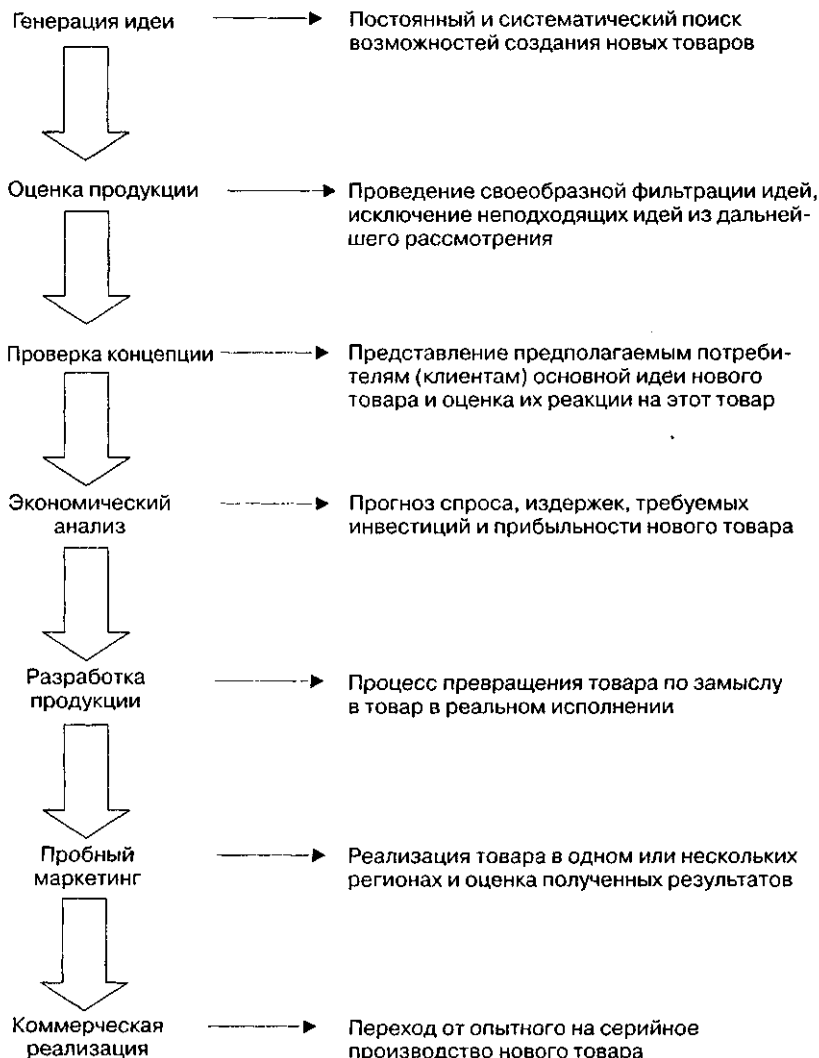 Генерация идеи
Постоянный и систематический поиск
возможностей создания новых товаров
Оценка продукции
Проведение своеобразной фильтрации идей,
исключение неподходящих идей из дальней-
шего рассмотрения
Проверка концепции
Представление предполагаемым потреби-
телям (клиентам) основной идеи нового
товара и оценка их реакции на этот товар
Экономический
анализ
Прогноз спроса, издержек, требуемых
инвестиций и прибыльности нового товара
Разработка
продукции
Процесс превращения товара по замыслу
в товар в реальном исполнении
Пробный
маркетинг
Реализация товара в одном или нескольких
регионах и оценка полученных результатов
Коммерческая
реализация
Переход от опытного на серийное
производство нового товара